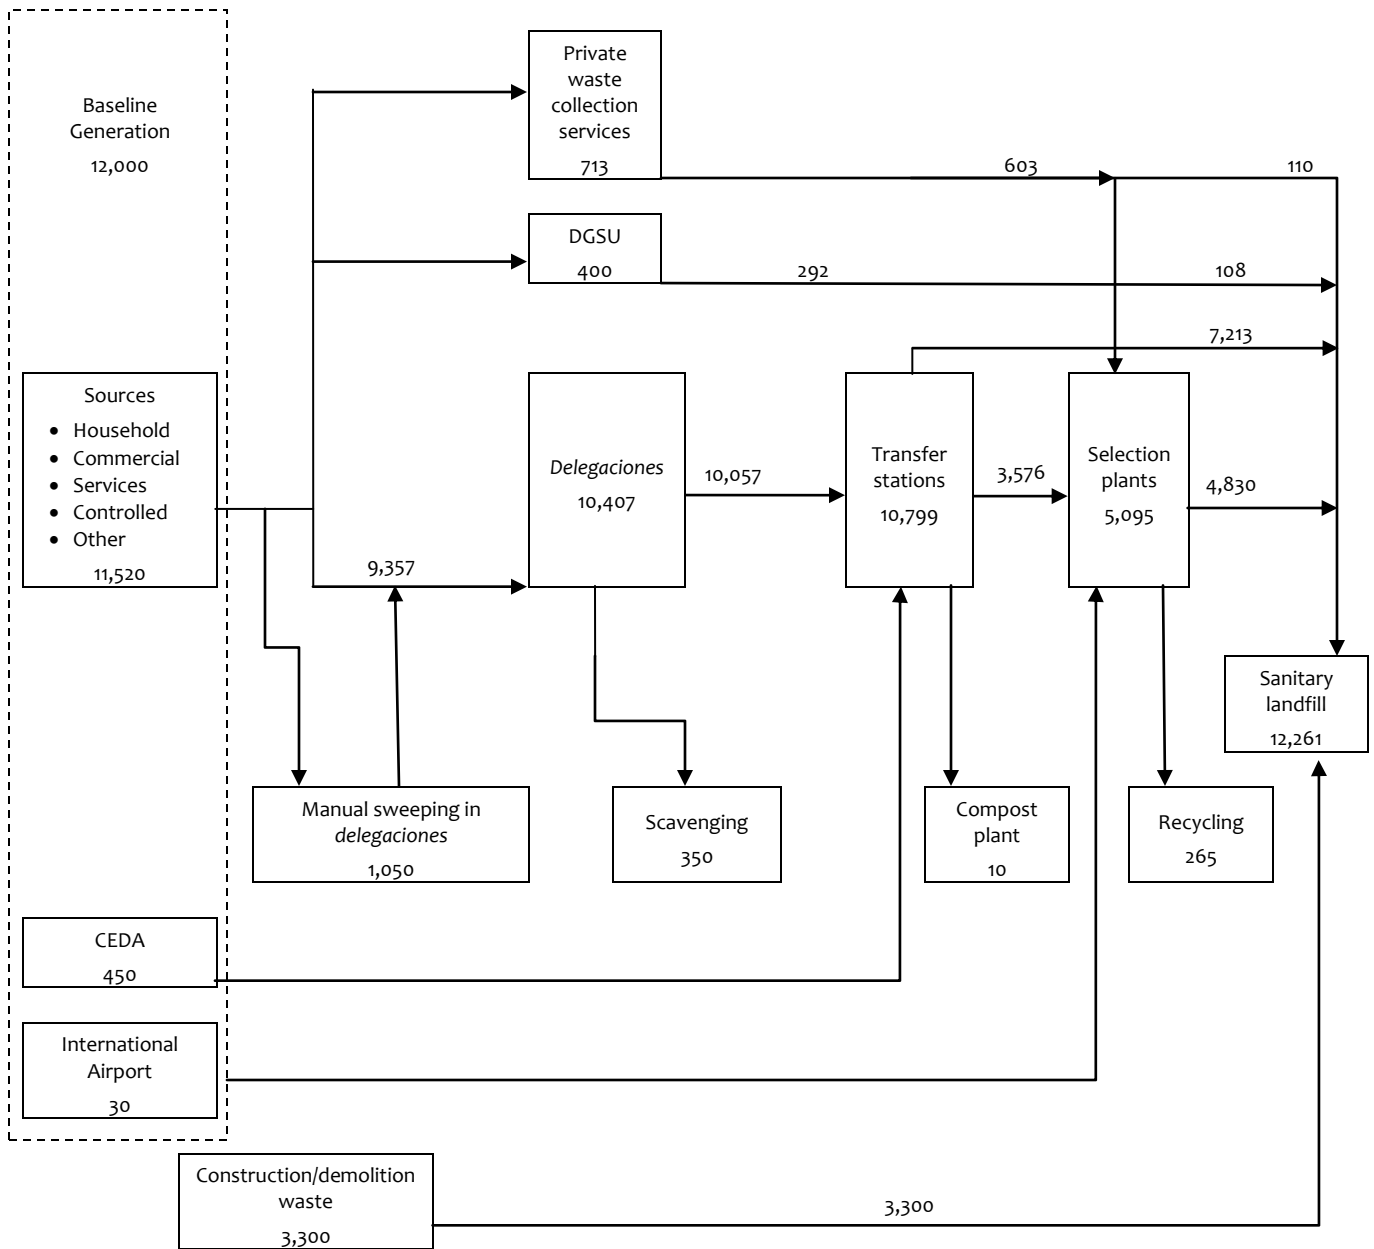 Baseline
Generation
12,000
Private
waste
collection
services
713
603
110
DGSU
400
292
108
7,213
Sources
• Household
• Commercial
• Services
• Controlled
• Other
11,520
9,357
Delegaciones
10,407
10,057
Transfer
stations
10,799
3,576
Selection
plants
5,095
4,830
Sanitary
landfill
12,261
Manual sweeping in
delegaciones
1,050
Scavenging
350
Compost
plant
10
Recycling
265
CEDA
450
International
Airport
30
Construction/demolition
waste
3,300
3,300